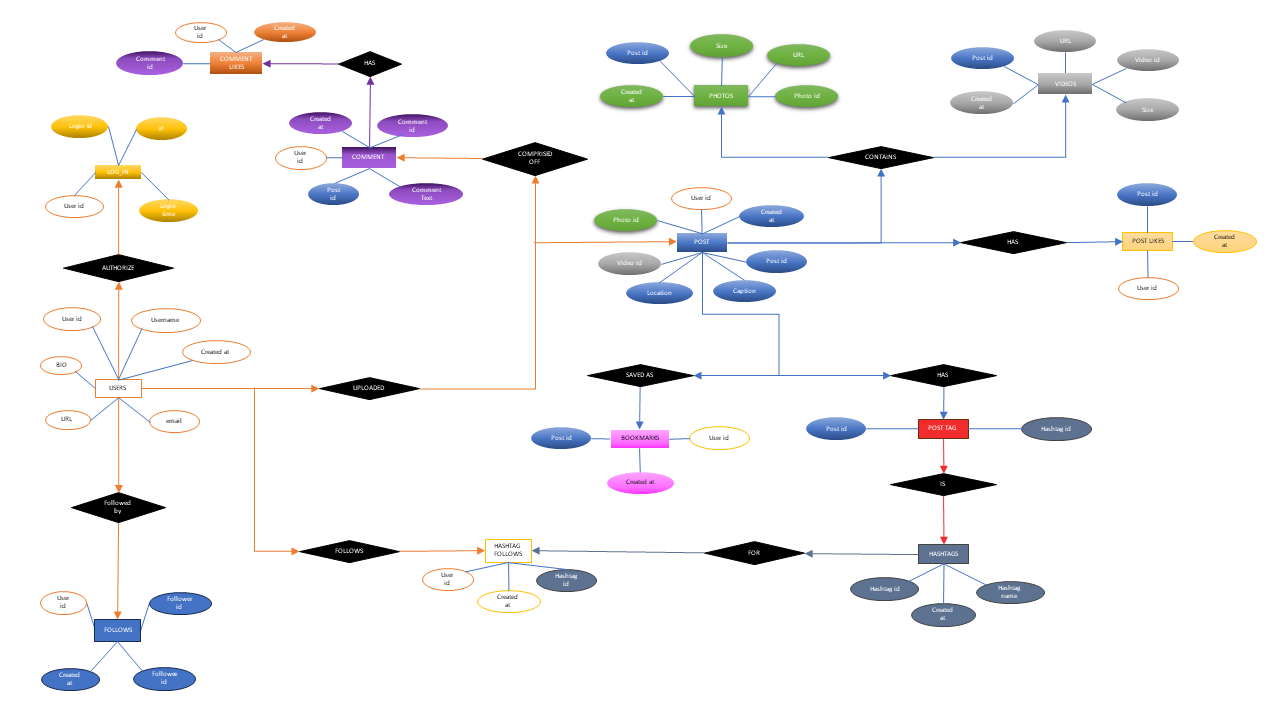 User
id
Created
at
Comment
id
COMMENT
LIKES
HAS
Post id
Size
URL
Created
at
PHOTOS
Photo id
URL
Post id
Video id
VIDEOS
Created
at
Size
Login id
IP
LOG_IN
User id
Login
time
Created
at
Comment
id
User
id
COMMENT
Post
id
Comment
Text
COMPRISED
OFF
CONTAINS
User id
Photo id
Created
at
POST
Video id
Post id
Location
Caption
HAS
Post id
POST LIKES
Created
at
User id
AUTHORIZE
User id
Username
Created at
BIO
USERS
URL
email
UPLOADED
SAVED AS
HAS
Post id
BOOKMARKS
User id
Created at
Post id
POST TAG
Hashtag id
IS
Followed
by
FOLLOWS
HASHTAG
FOLLOWS
User
id
Created
at
Hashtag
id
FOR
HASHTAGS
Hashtag id
Created
at
Hashtag
name
User
id
Follower
id
FOLLOWS
Created
at
Followee
id